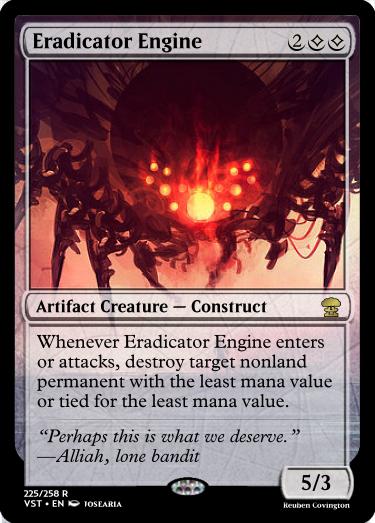 Eradicator Engine 2
Artifact Creature — Construct
Whenever Eradicator Engine enters
or attacks, destroy target nonland
permanent with the least mana value
or tied for the least mana value.
“Perhaps this is what we deserve.”
—Alliah, lone bandit
5/3
225/258 R
VST • EN JOSEARIA
Reuben Covington